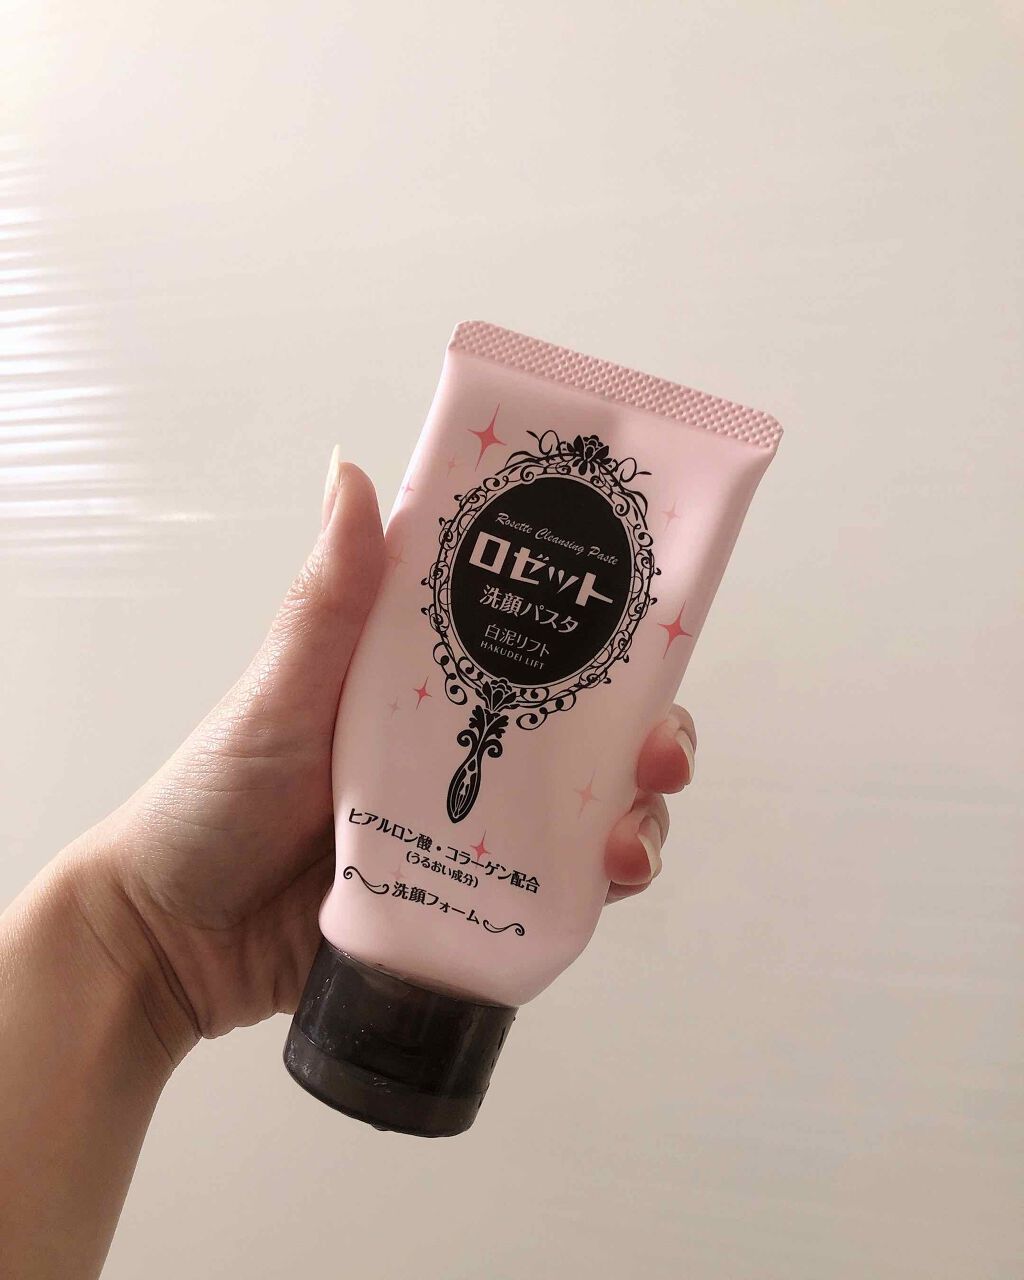 Rosette Cleansing Paste
ロゼット
洗顔パスタ
白泥リフト
HAKUDEI LIFT
ヒアルロン酸・コラーゲン配合
(うるおい成分)
洗顔フォーム